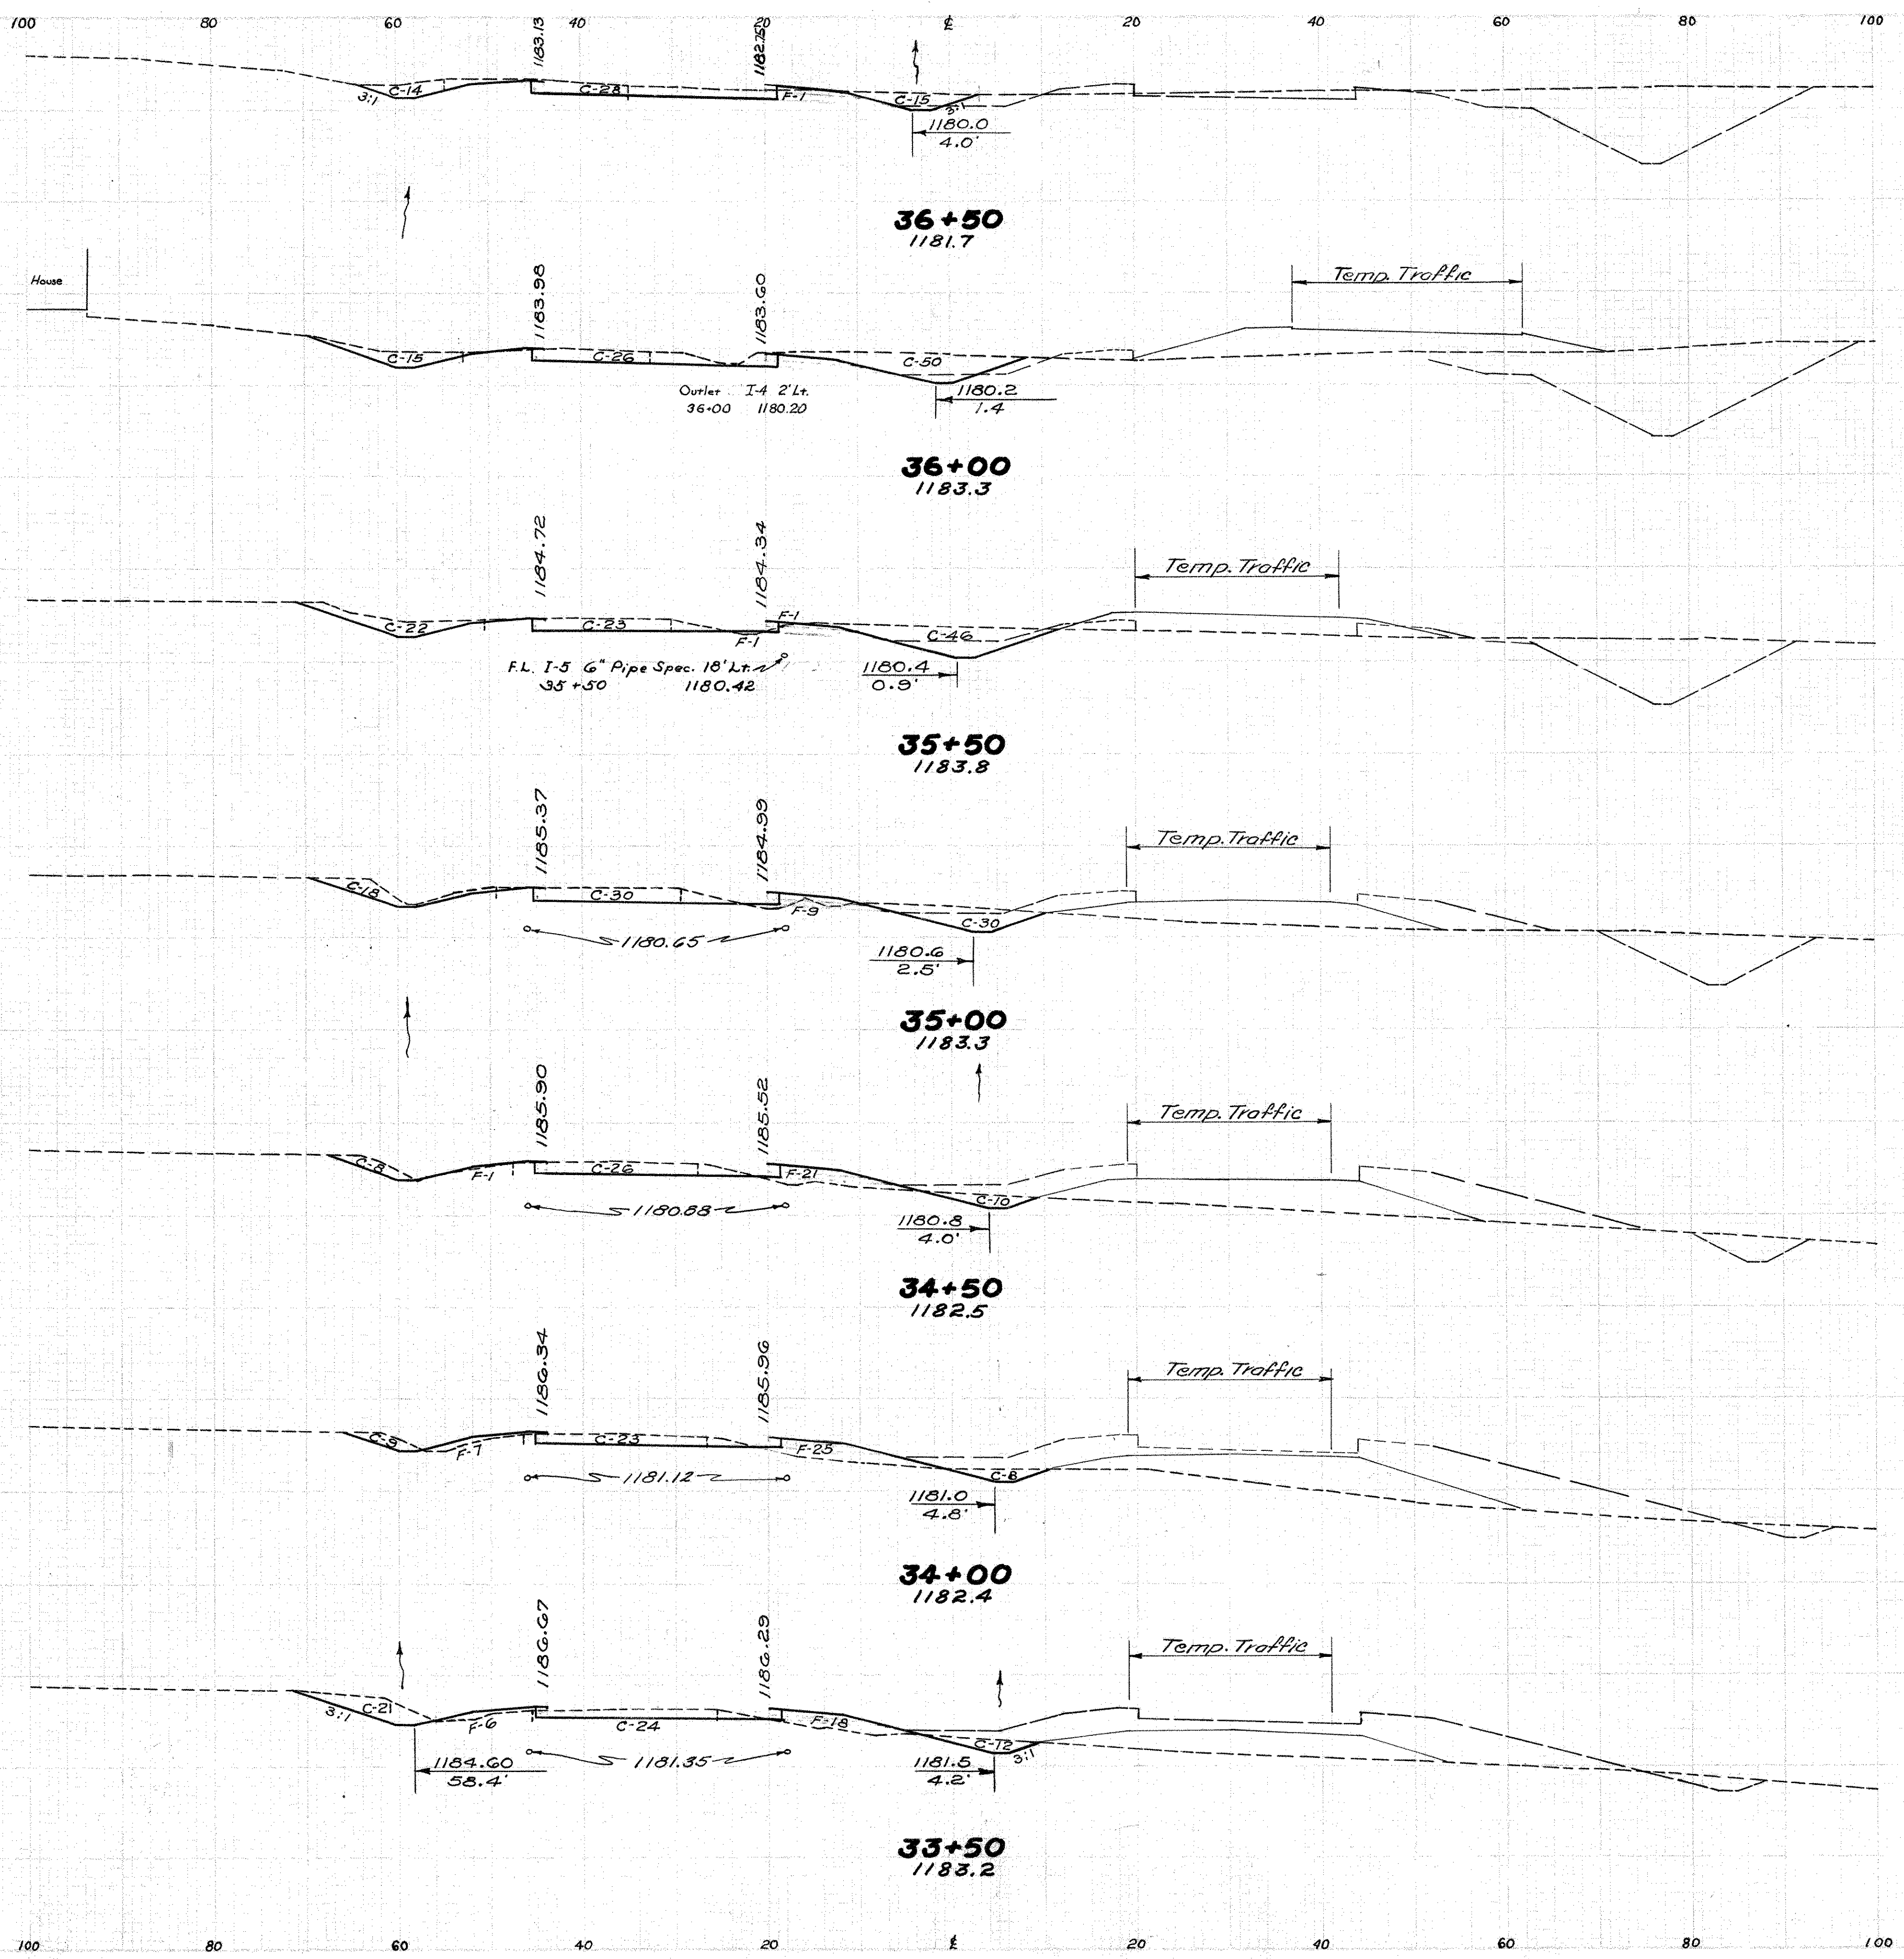 100 80 60 40 20 ℄ 20 40 60 80 100
1183.13
1182.75
3:1 C-14 C-28 F-1 C-15 3:1
1180.0
4.0'
36+50
1181.7
House
1183.98
1183.60
Temp. Traffic
C-15 C-26 C-50
Outlet I-4 2' Lt.
36+00 1180.20
1180.2
1.4
36+00
1183.3
1184.72
1184.34
Temp. Traffic
C-22 C-23 F-1 F-1 C-46
F.L. I-5 6" Pipe Spec. 18' Lt.
35+50 1180.42
1180.4
0.9'
35+50
1183.8
1185.37
1184.99
Temp. Traffic
C-18 C-30 F-9 C-30
1180.65
1180.6
2.5'
35+00
1183.3
1185.90
1185.52
Temp. Traffic
C-8 F-1 C-26 F-21 C-10
1180.88
1180.8
4.0'
34+50
1182.5
1186.34
1185.96
Temp. Traffic
C-9 F-7 C-23 F-25 C-8
1181.12
1181.0
4.8'
34+00
1182.4
1186.67
1186.29
Temp. Traffic
3:1 C-21 F-6 C-24 F-18 C-12 3:1
1184.60
58.4'
1181.35
1181.5
4.2'
33+50
1183.2
100 80 60 40 20 ℄ 20 40 60 80 100